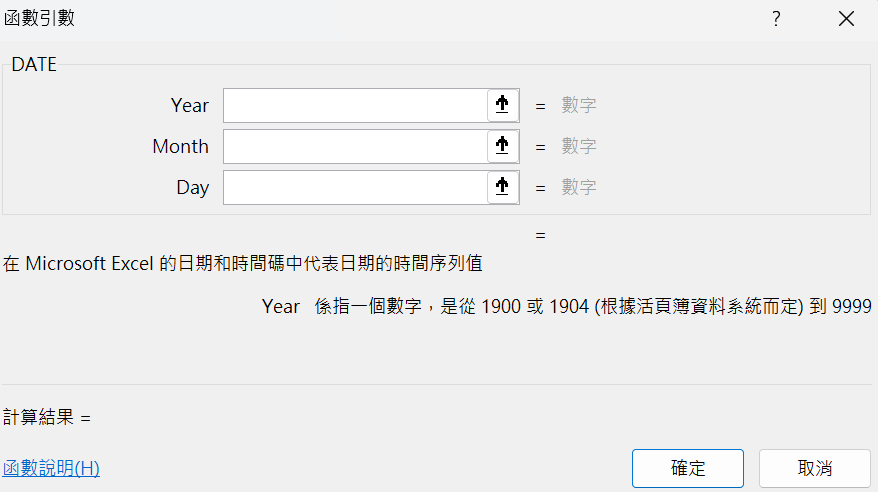 函數引數 ?
DATE
Year = 數字
Month = 數字
Day = 數字
=
在 Microsoft Excel 的日期和時間碼中代表日期的時間序列值
Year 係指一個數字，是從 1900 或 1904 (根據活頁簿資料系統而定) 到 9999
計算結果 =
函數說明(H) 確定 取消